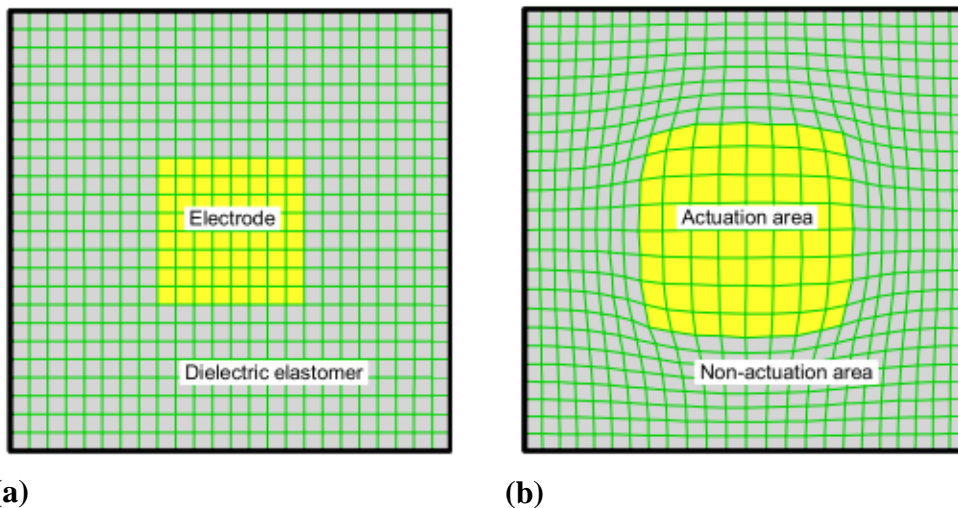 Electrode
Dielectric elastomer
Actuation area
Non-actuation area
(a)
(b)